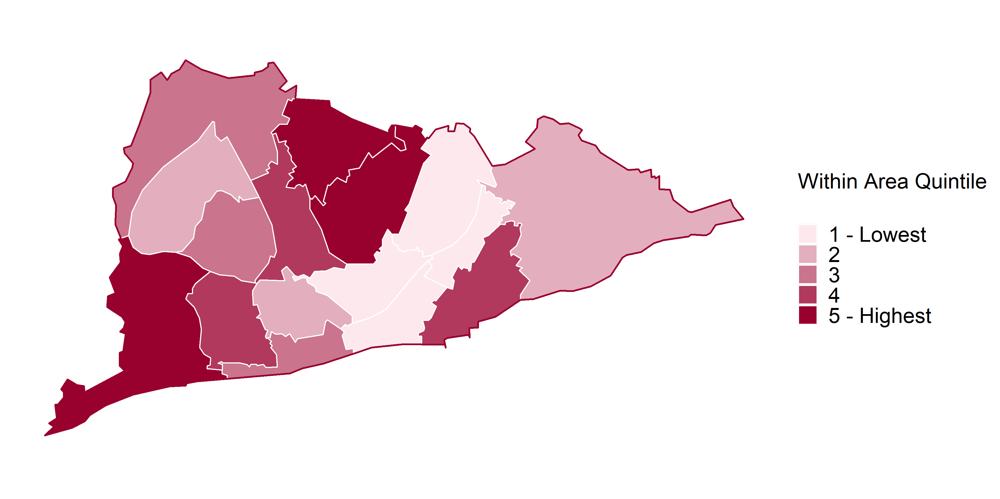 Within Area Quintile
1 - Lowest
2
3
4
5 - Highest